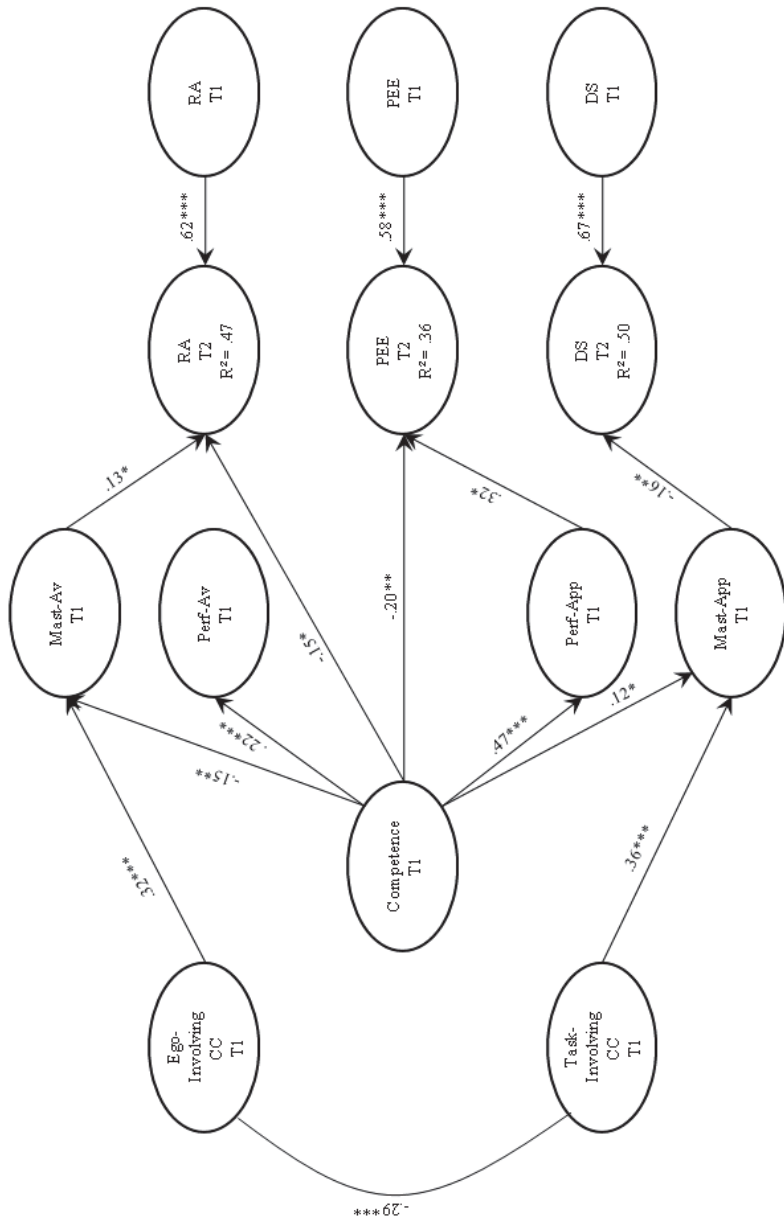 RA
T1
PEE
T1
DS
T1
.62***
.58***
.67***
RA
T2
R² = .47
PEE
T2
R² = .36
DS
T2
R² = .50
.13*
-.15*
-.20**
.32*
-.16**
Mast-Av
T1
Perf-Av
T1
Perf-App
T1
Mast-App
T1
-.15**
.22***
.47***
.12*
.32***
Competence
T1
.36***
Ego-
Involving
CC
T1
Task-
Involving
CC
T1
-.29***